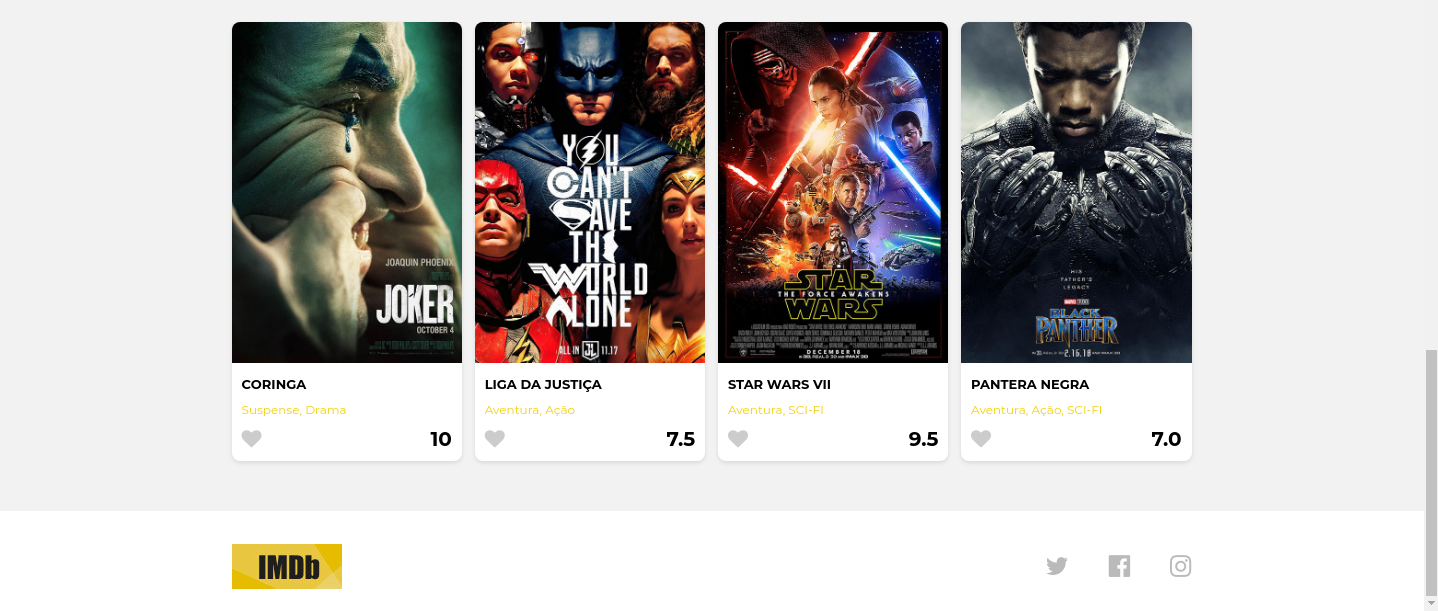 JOAQUIN PHOENIX
JOKER
OCTOBER 4
YOU
CAN'T
SAVE
THE
WORLD
ALONE
ALL IN JL 11.17
STAR
THE FORCE AWAKENS
WARS
DECEMBER 18
HIS
FATHER'S
LEGACY
MARVEL STUDIOS
BLACK
PANTHER
2.16.18
CORINGA
Suspense, Drama
10
LIGA DA JUSTIÇA
Aventura, Ação
7.5
STAR WARS VII
Aventura, SCI-FI
9.5
PANTERA NEGRA
Aventura, Ação, SCI-FI
7.0
IMDb